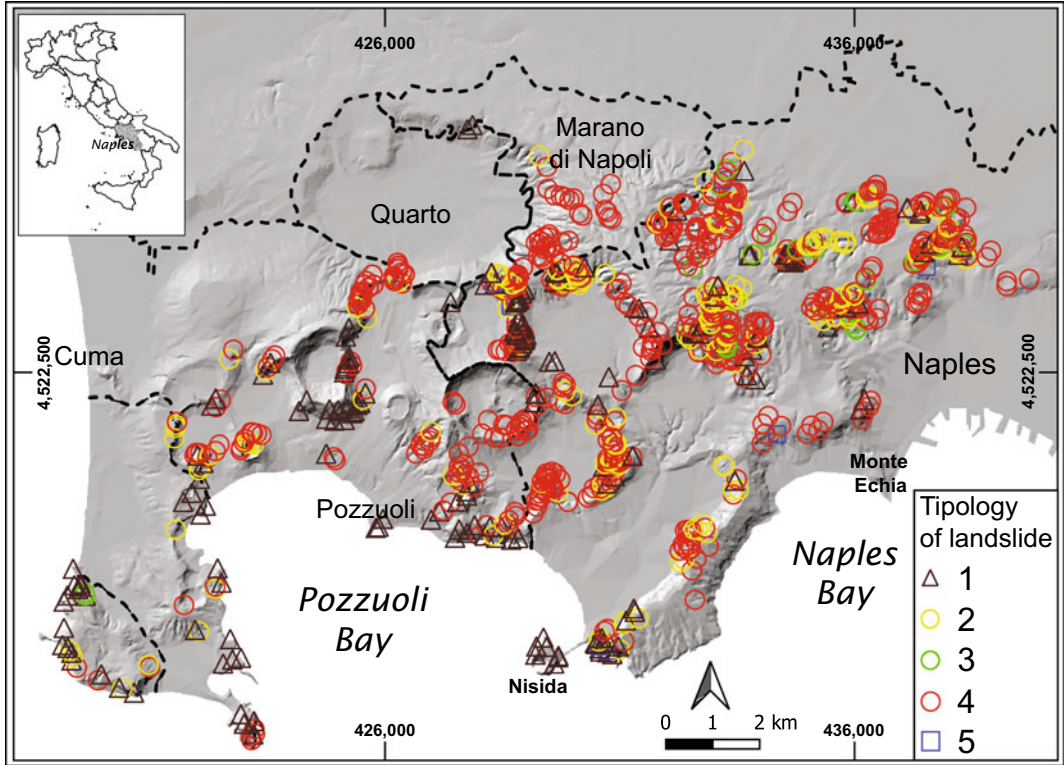 426,000
436,000
Naples
Marano
di Napoli
Quarto
Cuma
4,522,500
Naples
4,522,500
Monte
Echia
Pozzuoli
Pozzuoli
Bay
Naples
Bay
Nisida
Tipology
of landslide
1
2
3
4
5
0 1 2 km
426,000
436,000